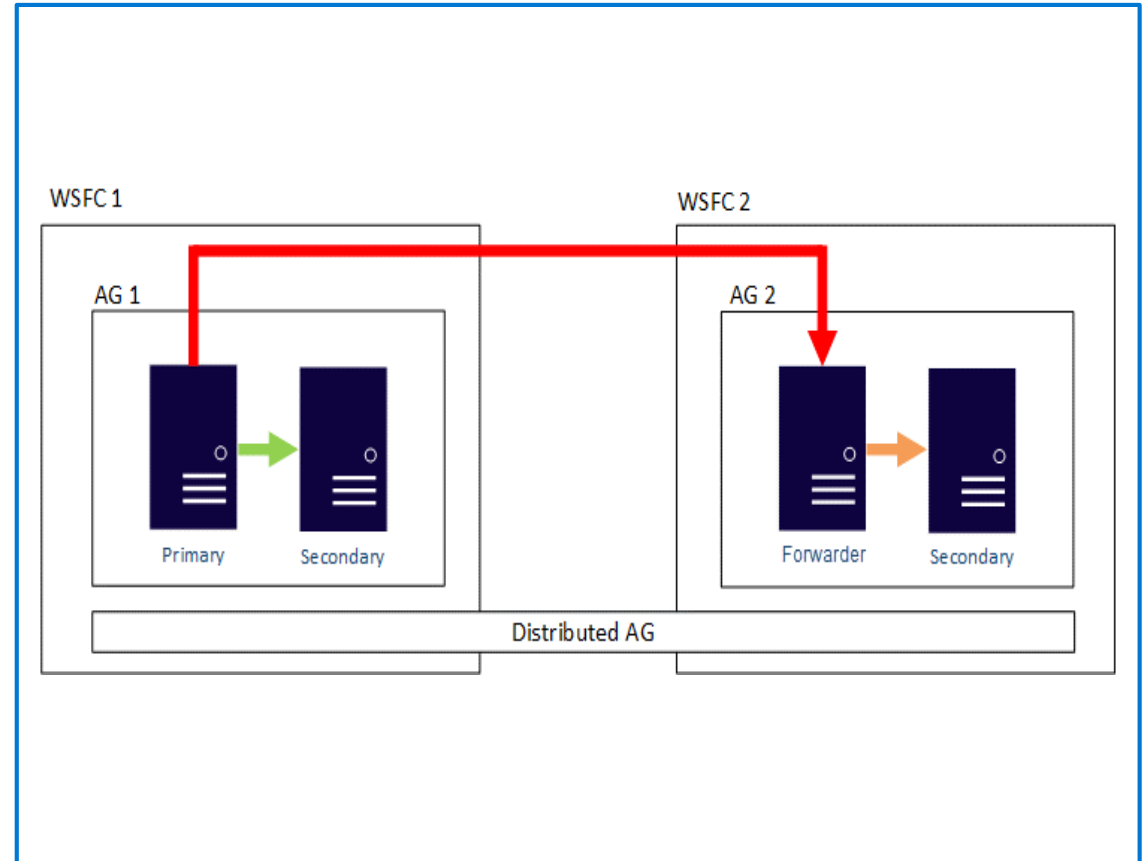 WSFC 1
WSFC 2
AG 1
AG 2
Primary
Secondary
Forwarder
Secondary
Distributed AG